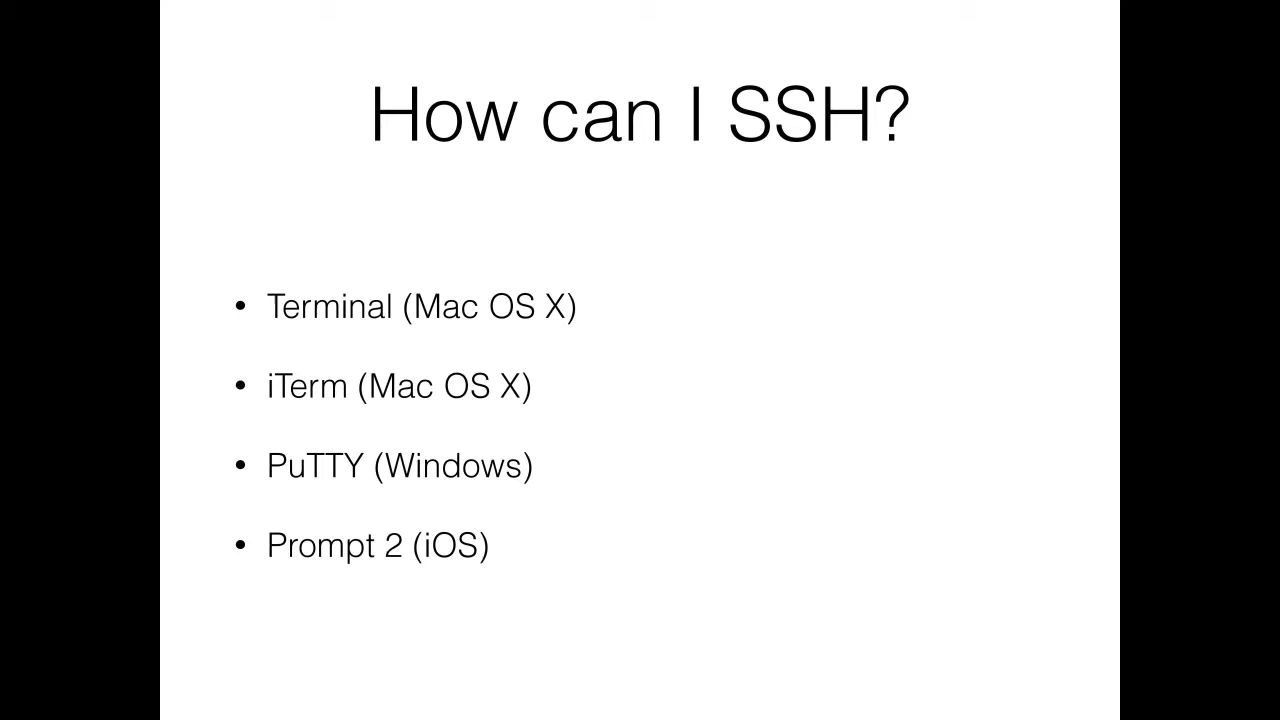 How can I SSH?
• Terminal (Mac OS X)
• iTerm (Mac OS X)
• PuTTY (Windows)
• Prompt 2 (iOS)